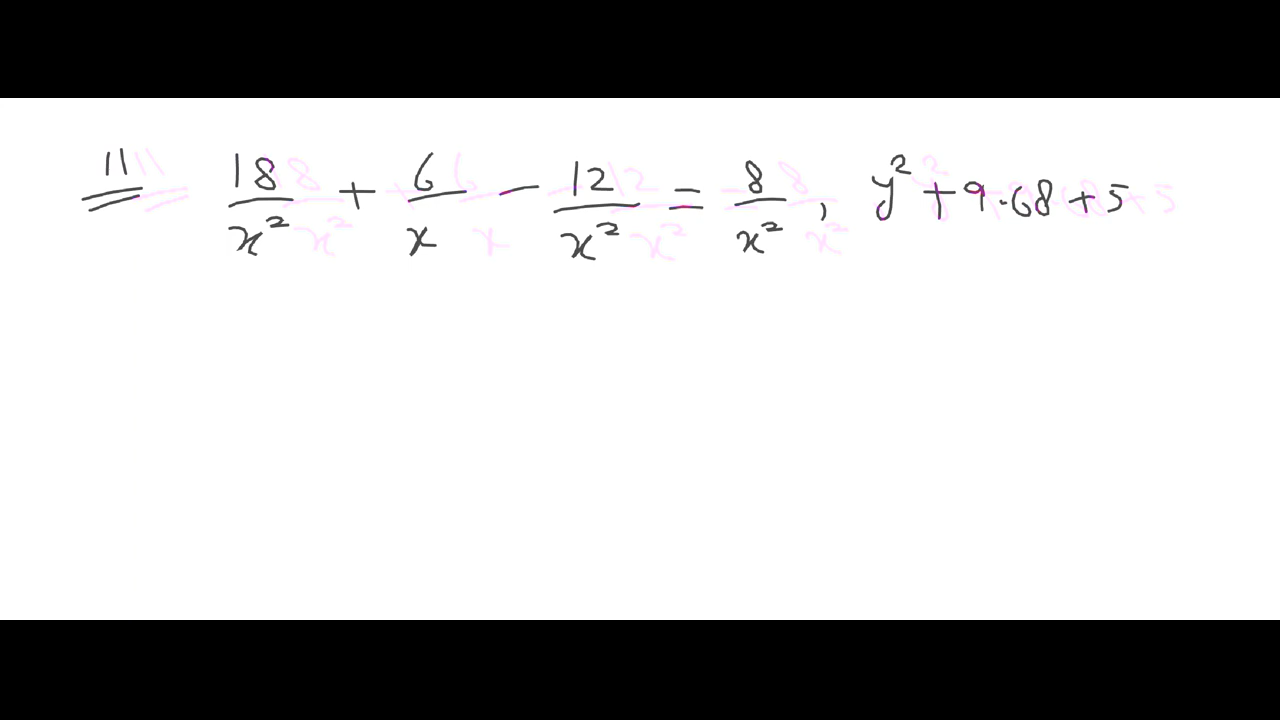 11 18/x² + 6/x - 12/x² = 8/x² , y² + 9.68 + 5